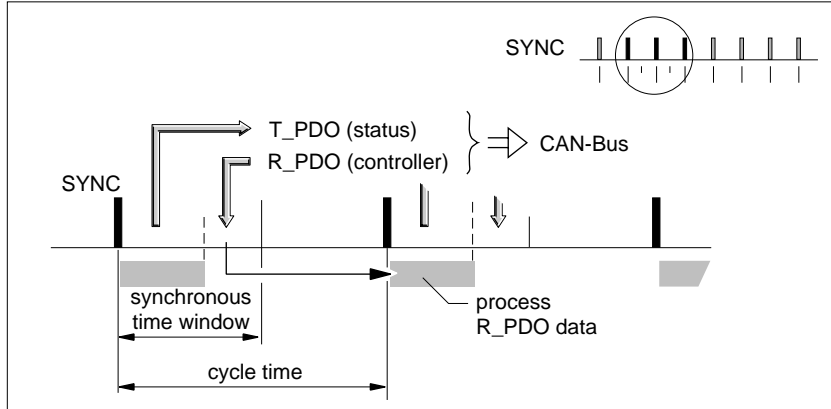 SYNC
T_PDO (status)
R_PDO (controller)
CAN-Bus
SYNC
synchronous
time window
process
R_PDO data
cycle time